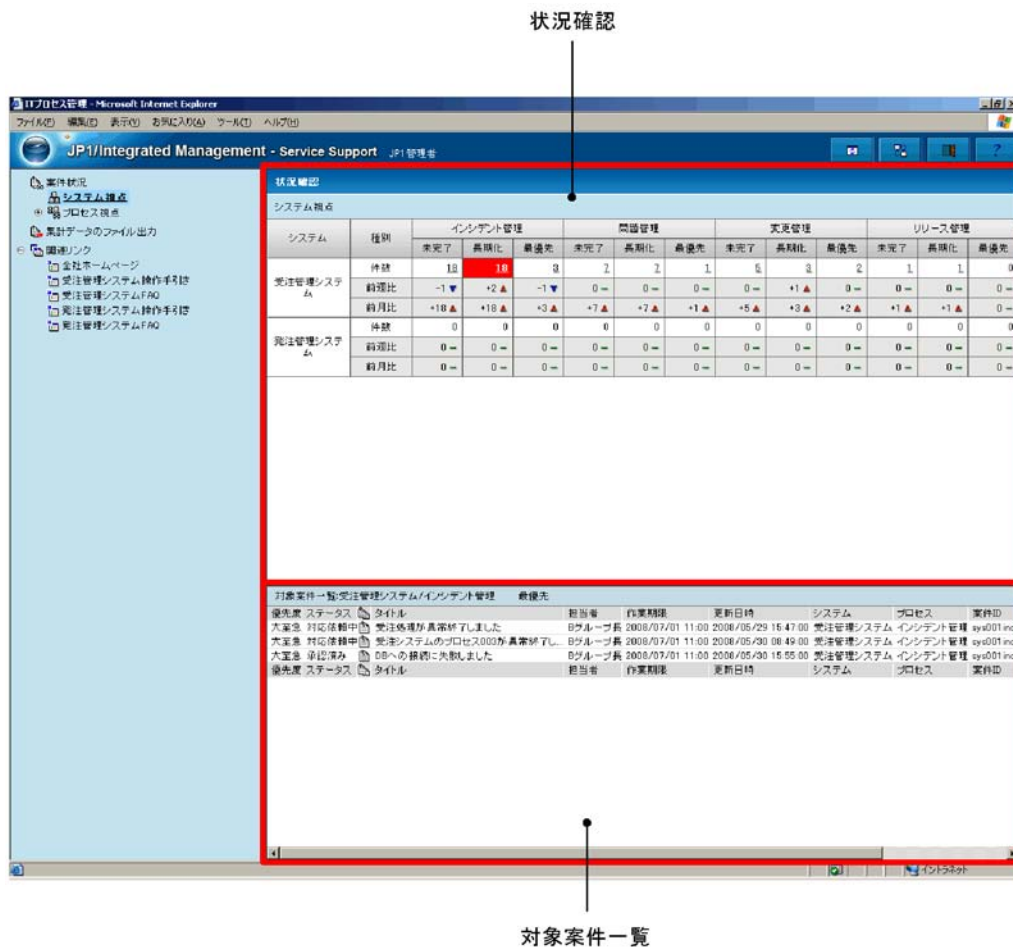 状況確認
ITプロセス管理 - Microsoft Internet Explorer
ファイル(F) 編集(E) 表示(V) お気に入り(A) ツール(T) ヘルプ(H)
JP1/Integrated Management - Service Support JP1管理者
案件状況
システム視点
プロセス視点
集計データのファイル出力
関連リンク
全社ホームページ
受注管理システム操作手引き
受注管理システムFAQ
発注管理システム操作手引き
発注管理システムFAQ
状況確認
システム視点
システム 種別 インシデント管理 問題管理 変更管理 リリース管理
未完了 長期化 最優先 未完了 長期化 最優先 未完了 長期化 最優先 未完了 長期化 最優先
受注管理システム
件数 18 18 3 7 7 1 5 3 2 1 1 0
前週比 -1▼ +2▲ -1▼ 0 0 0 0 +1▲ 0 0 0 0
前月比 +18▲ +18▲ +3▲ +7▲ +7▲ +1▲ +5▲ +3▲ +2▲ +1▲ +1▲ 0
発注管理システム
件数 0 0 0 0 0 0 0 0 0 0 0 0
前週比 0 0 0 0 0 0 0 0 0 0 0 0
前月比 0 0 0 0 0 0 0 0 0 0 0 0
対象案件一覧:受注管理システム/インシデント管理 最優先
優先度 ステータス タイトル 担当者 作業期限 更新日時 システム プロセス 案件ID
大至急 対応依頼中 受注処理が異常終了しました Bグループ長 2008/07/01 11:00 2008/05/29 15:47:00 受注管理システム インシデント管理 sys001inc
大至急 対応依頼中 受注システムのプロセス003が異常終了し... Bグループ長 2008/07/01 11:00 2008/05/30 08:49:00 受注管理システム インシデント管理 sys001inc
大至急 承認済み DBへの接続に失敗しました Bグループ長 2008/07/01 11:00 2008/05/30 15:55:00 受注管理システム インシデント管理 sys001inc
優先度 ステータス タイトル 担当者 作業期限 更新日時 システム プロセス 案件ID
イントラネット
対象案件一覧